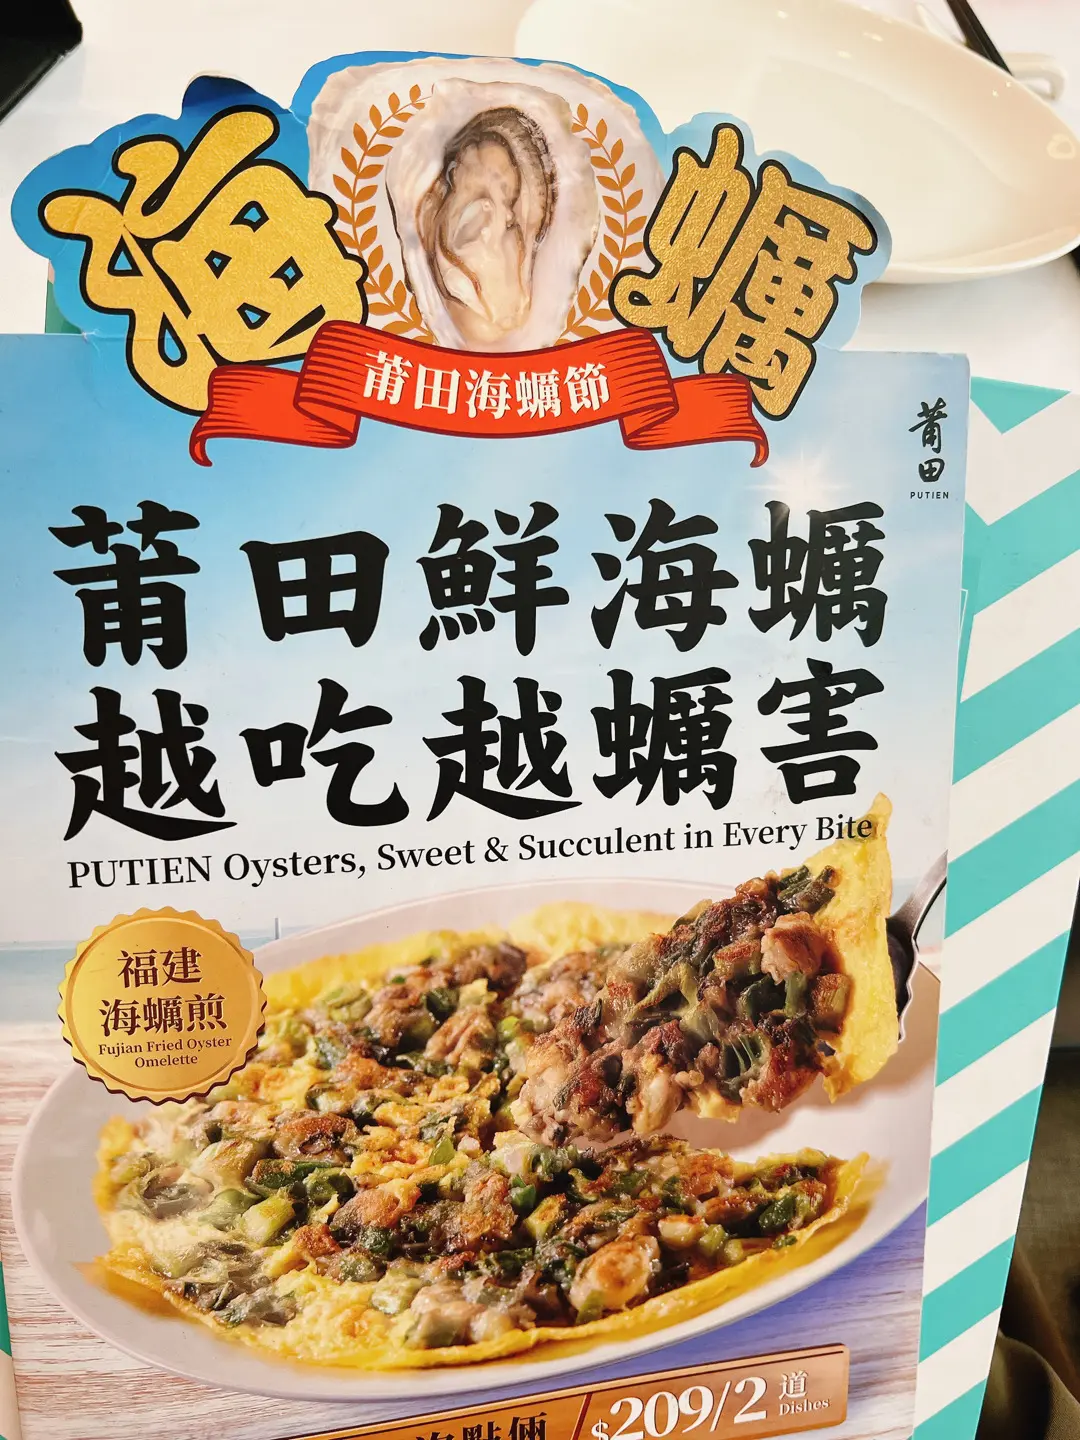 海 蠣
莆田海蠣節
莆田
PUTIEN
莆田鮮海蠣
越吃越蠣害
PUTIEN Oysters, Sweet & Succulent in Every Bite
福建
海蠣煎
Fujian Fried Oyster
Omelette
點倆
$209/2 道
Dishes